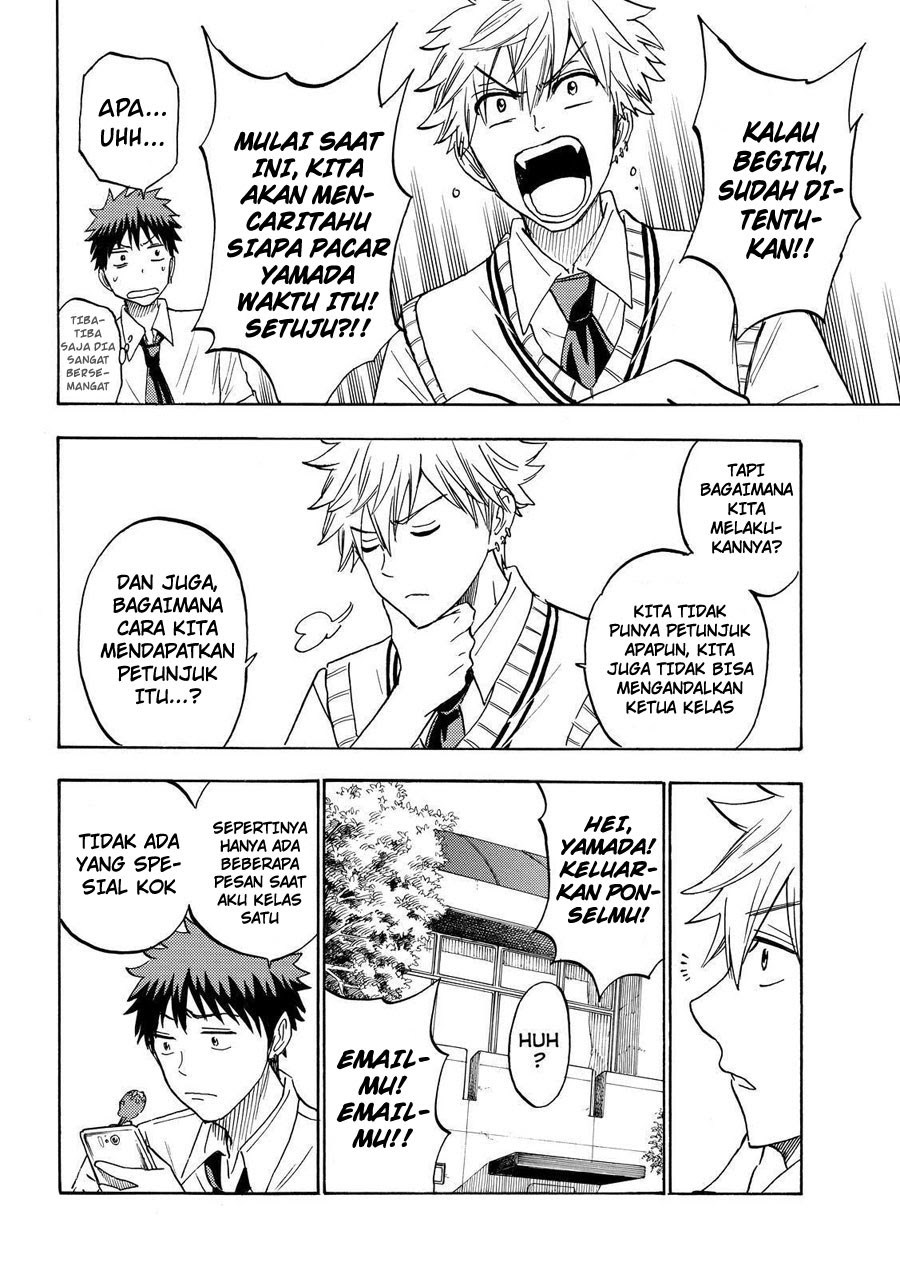 KALAU
BEGITU,
SUDAH DI-
TENTU-
KAN!!
MULAI SAAT
INI, KITA
AKAN MEN-
CARITAHU
SIAPA PACAR
YAMADA
WAKTU ITU!
SETUJU?!!
APA...
UHH...
TIBA-
TIBA
SAJA DIA
SANGAT
BERSE-
MANGAT
TAPI
BAGAIMANA
KITA
MELAKU-
KANNYA?
KITA TIDAK
PUNYA PETUNJUK
APAPUN, KITA
JUGA TIDAK BISA
MENGANDALKAN
KETUA KELAS
DAN JUGA,
BAGAIMANA
CARA KITA
MENDAPATKAN
PETUNJUK
ITU...?
HEI,
YAMADA!
KELUAR-
KAN PON-
SELMU!
HUH
?
EMAIL-
MU!
EMAIL-
MU!!
SEPERTINYA
HANYA ADA
BEBERAPA
PESAN SAAT
AKU KELAS
SATU
TIDAK ADA
YANG SPE-
SIAL KOK